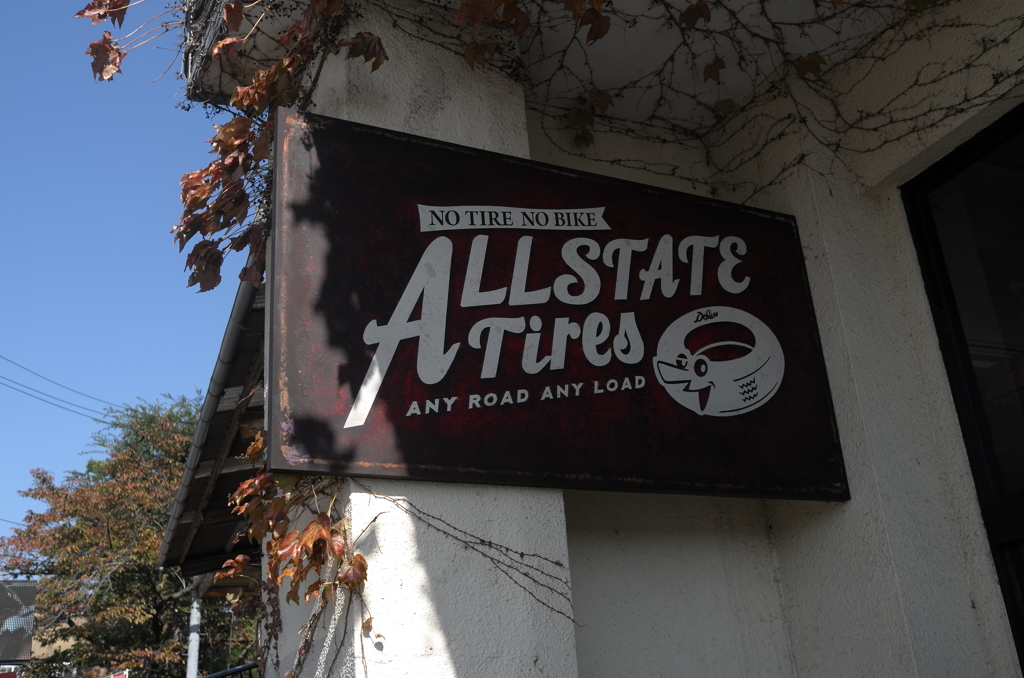 NO TIRE NO BIKE
ALLSTATE
Tires
ANY ROAD ANY LOAD